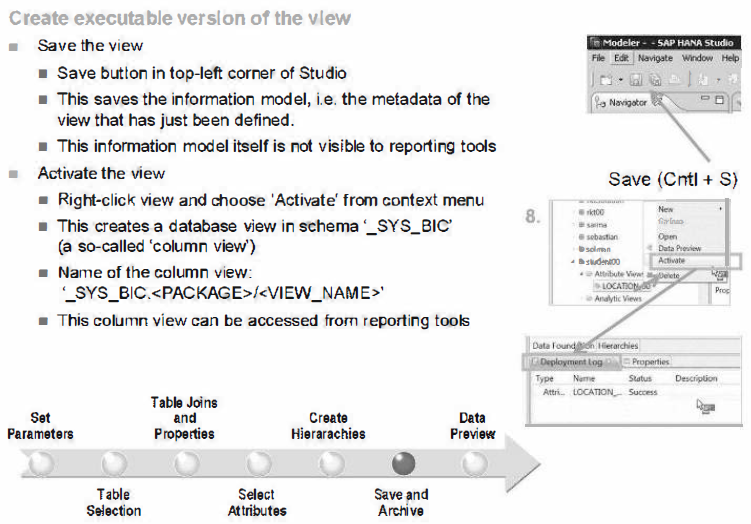 Create executable version of the view
Save the view
Save button in top-left corner of Studio
This saves the information model, i.e. the metadata of the
view that has just been defined.
This information model itself is not visible to reporting tools
Activate the view
Right-click view and choose 'Activate' from context menu
This creates a database view in schema '_SYS_BIC'
(a so-called 'column view')
Name of the column view:
'_SYS_BIC.<PACKAGE>/<VIEW_NAME>'
This column view can be accessed from reporting tools
Modeler - - SAP HANA Studio
File Edit Navigate Window Help
Navigator
Save (Cntl + S)
8.
rkt00
sarma
sebastian
solman
student00
Attribute Views
LOCATION_
Analytic Views
New
Open
Data Preview
Activate
Delete
Prop
Data Foundation Hierarchies
Deployment Log Properties
Type Name Status Description
Attri... LOCATION_... Success
Set
Parameters
Table Joins
and
Properties
Create
Hierarachies
Data
Preview
Table
Selection
Select
Attributes
Save and
Archive